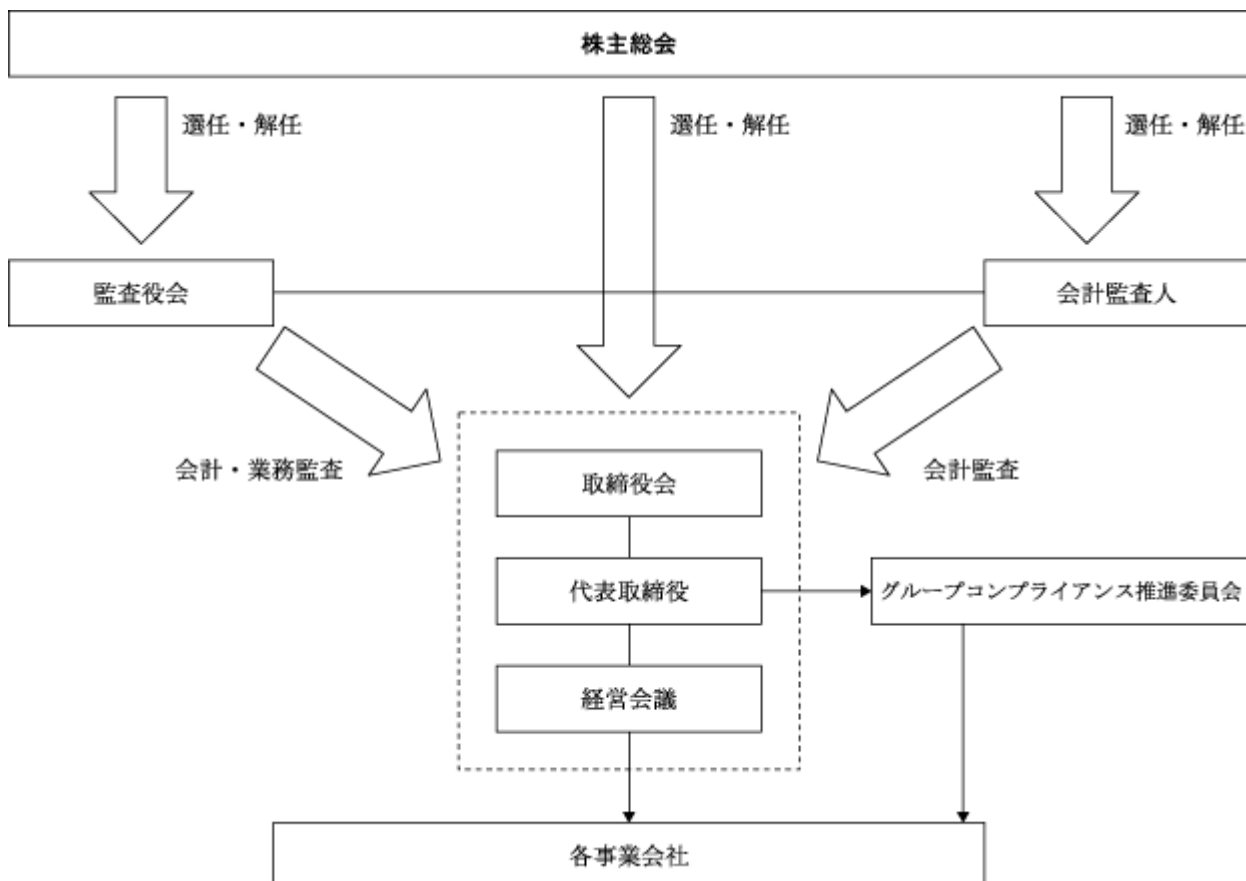 株主総会
選任・解任
選任・解任
選任・解任
監査役会
会計監査人
会計・業務監査
会計監査
取締役会
代表取締役
グループコンプライアンス推進委員会
経営会議
各事業会社